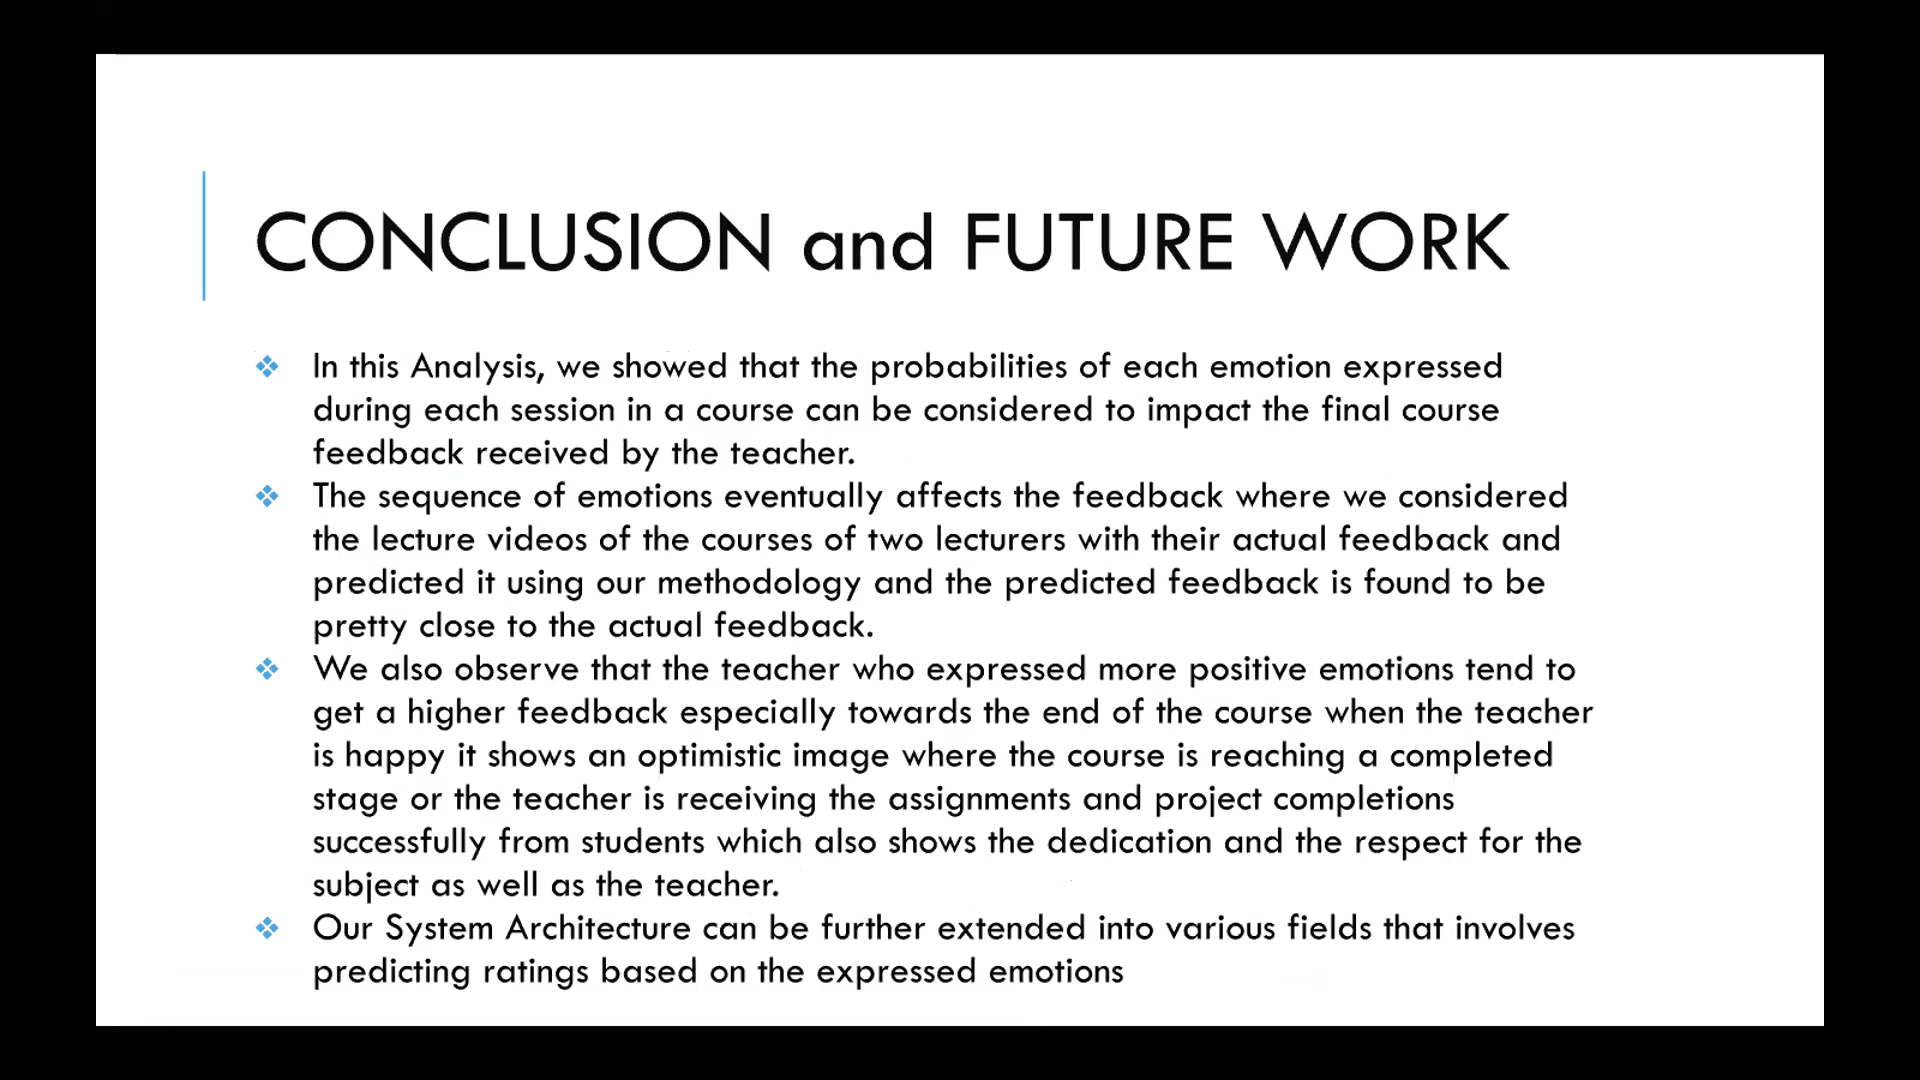 CONCLUSION and FUTURE WORK
In this Analysis, we showed that the probabilities of each emotion expressed
during each session in a course can be considered to impact the final course
feedback received by the teacher.
The sequence of emotions eventually affects the feedback where we considered
the lecture videos of the courses of two lecturers with their actual feedback and
predicted it using our methodology and the predicted feedback is found to be
pretty close to the actual feedback.
We also observe that the teacher who expressed more positive emotions tend to
get a higher feedback especially towards the end of the course when the teacher
is happy it shows an optimistic image where the course is reaching a completed
stage or the teacher is receiving the assignments and project completions
successfully from students which also shows the dedication and the respect for the
subject as well as the teacher.
Our System Architecture can be further extended into various fields that involves
predicting ratings based on the expressed emotions